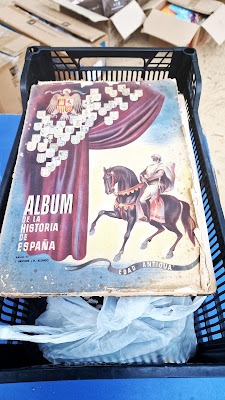 ALBUM
DE LA
HISTORIA
DE
ESPAÑA
EDAD ANTIGUA